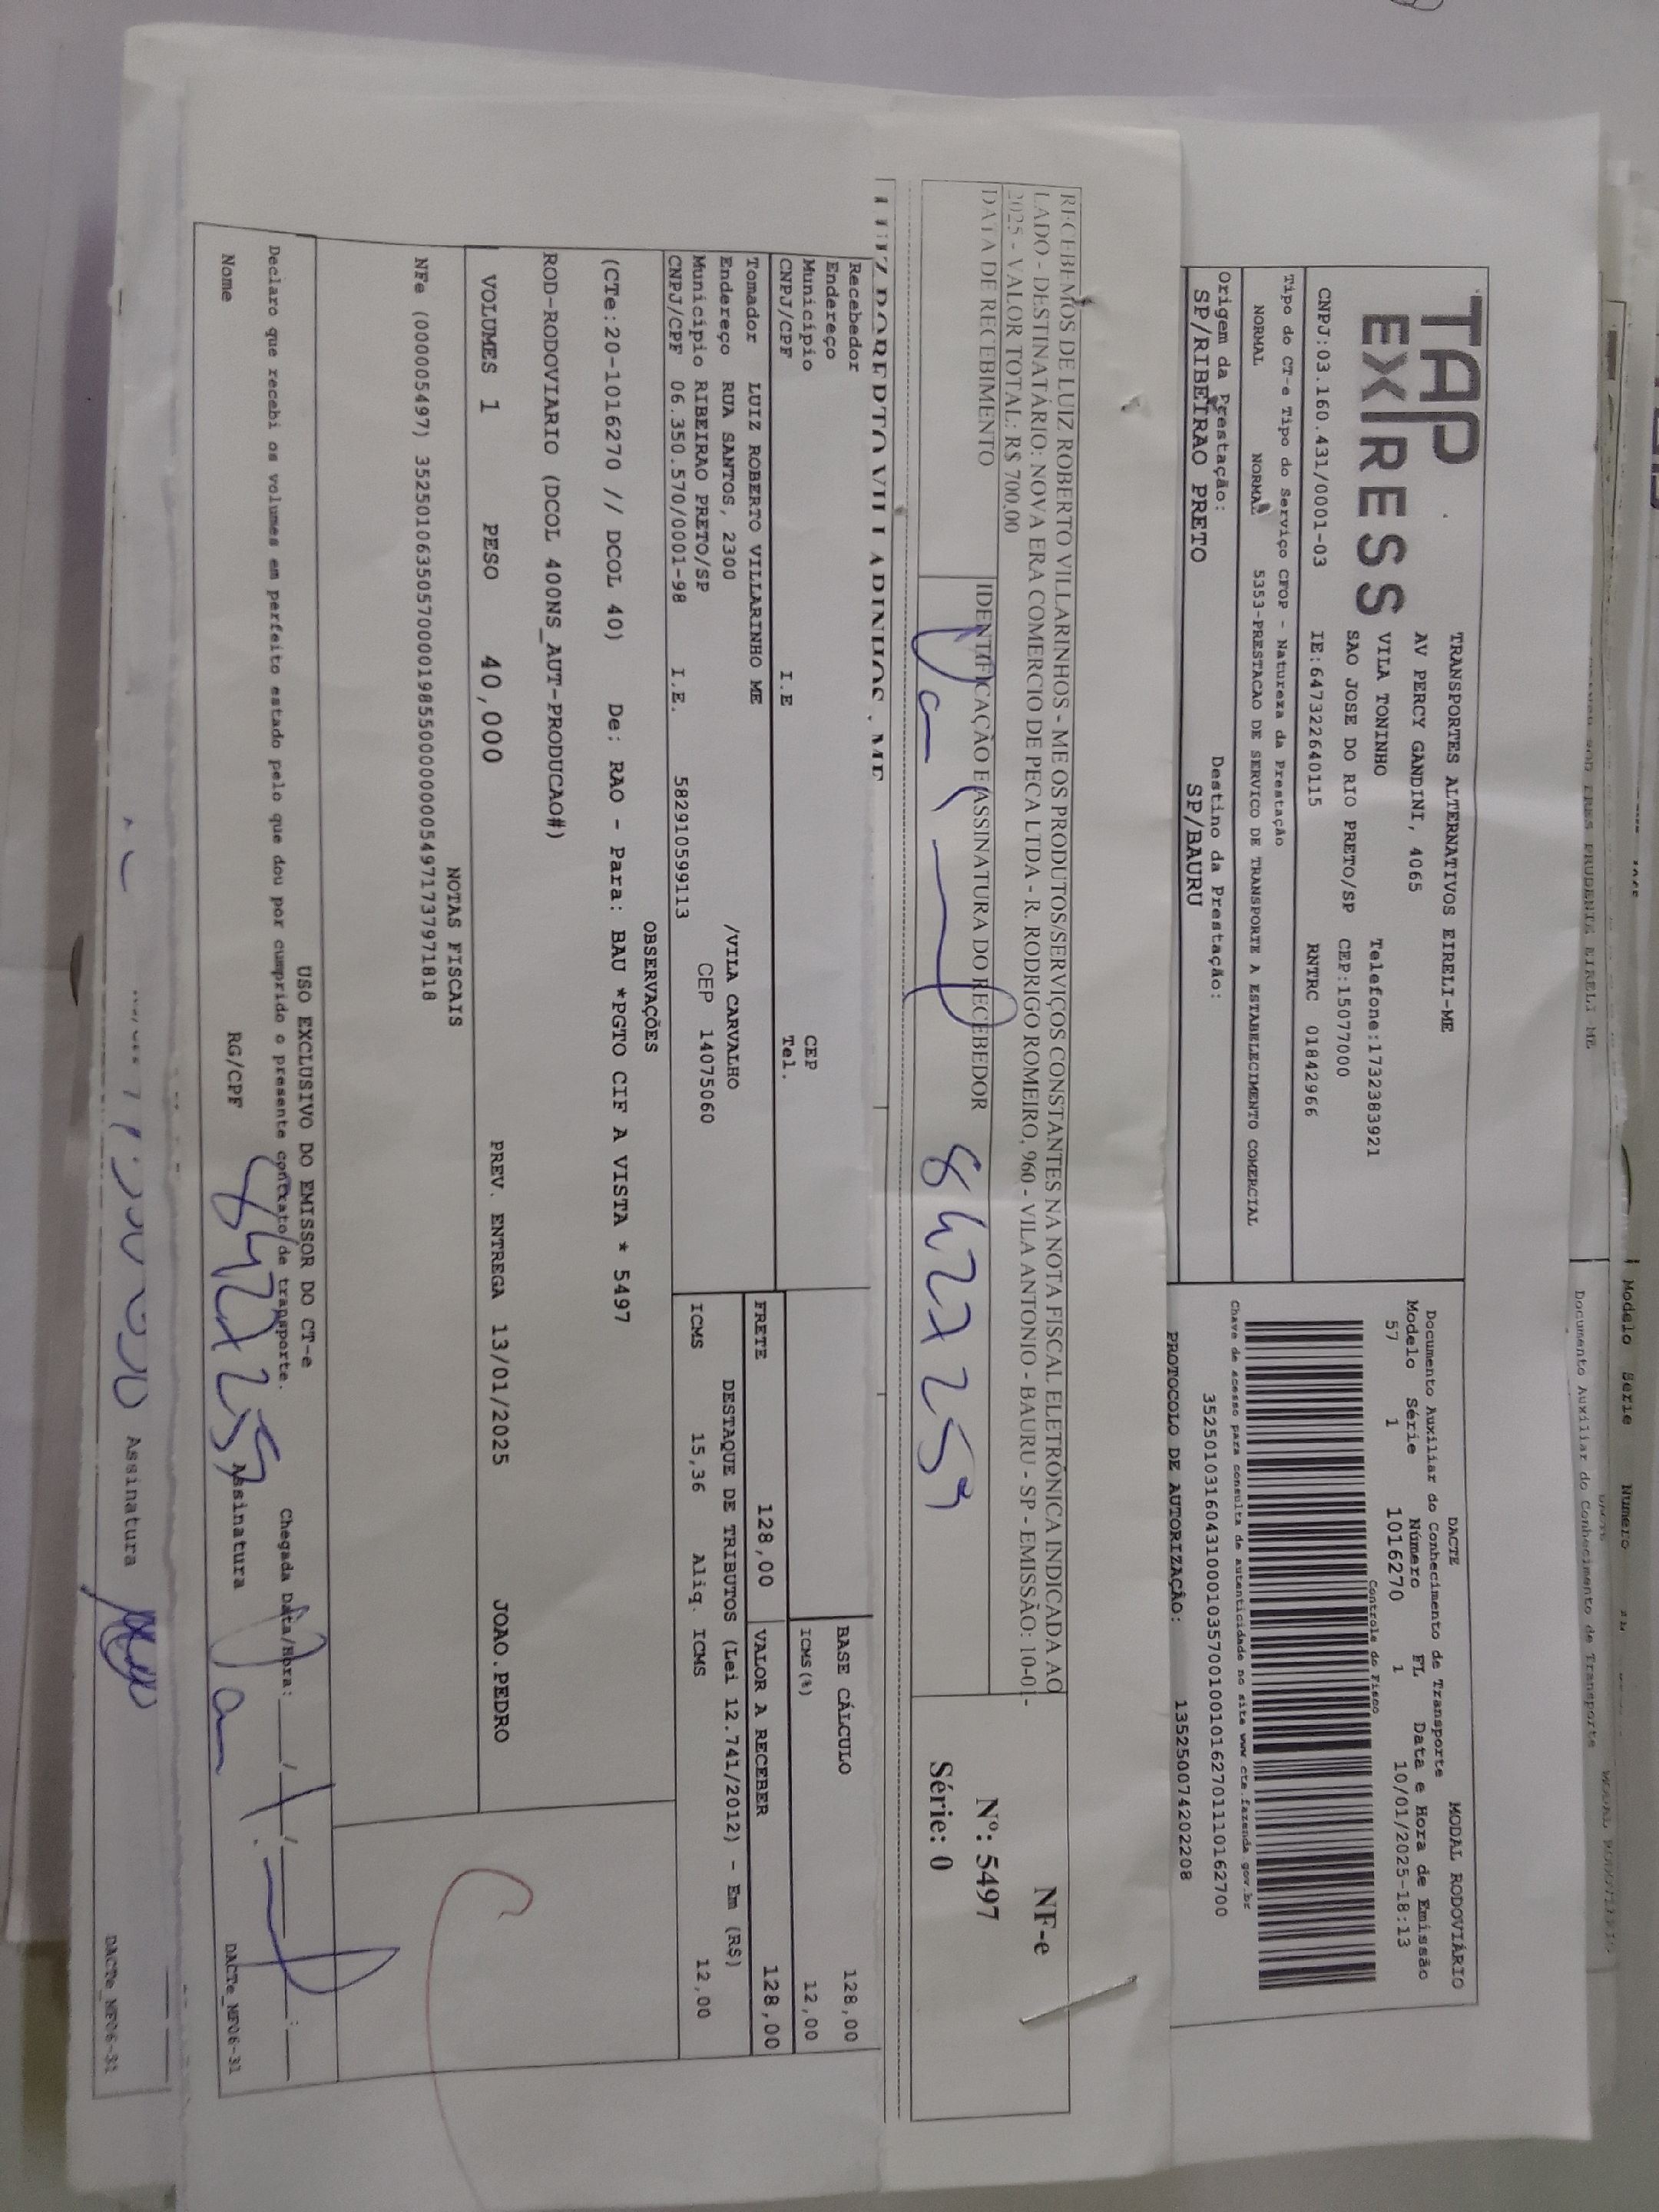 TAP
EXPRESS
TRANSPORTES ALTERNATIVOS EIRELI-ME
AV PERCY GANDINI, 4065
VILA TONINHO Telefone:1732383921
SAO JOSE DO RIO PRETO/SP CEP:15077000
CNPJ:03.160.431/0001-03 IE:647322640115 RNTRC 01842966
Tipo do CT-e Tipo do Serviço CFOP - Natureza da Prestação
NORMAL NORMAL 5353-PRESTACAO DE SERVICO DE TRANSPORTE A ESTABELECIMENTO COMERCIAL
Origem da Prestação: Destino da Prestação:
SP/RIBEIRAO PRETO SP/BAURU
DACTE MODAL RODOVIÁRIO
Documento Auxiliar do Conhecimento de Transporte
Modelo Série Número FL Data e Hora de Emissão
57 1 1016270 1 10/01/2025-18:13
Controle do Fisco
Chave de acesso para consulta de autenticidade no site www.cte.fazenda.gov.br
PROTOCOLO DE AUTORIZAÇÃO: 135250074202208
RECEBEMOS DE LUIZ ROBERTO VILLARINHOS - ME OS PRODUTOS/SERVIÇOS CONSTANTES NA NOTA FISCAL ELETRÔNICA INDICADA AO
LADO - DESTINATÁRIO: NOVA ERA COMERCIO DE PECA LTDA - R. RODRIGO ROMEIRO, 960 - VILA ANTONIO - BAURU - SP - EMISSÃO: 10-01-
2025 - VALOR TOTAL: R$ 700,00
DATA DE RECEBIMENTO IDENTIFICAÇÃO E ASSINATURA DO RECEBEDOR
8427259
NF-e
Nº: 5497
Série: 0
Recebedor
Endereço
Município CEP
CNPJ/CPF I.E Tel.
BASE CÁLCULO 128,00
ICMS(%) 12,00
Tomador LUIZ ROBERTO VILLARINHO ME
Endereço RUA SANTOS, 2300 /VILA CARVALHO
Município RIBEIRAO PRETO/SP CEP 14075060
CNPJ/CPF 06.350.570/0001-98 I.E. 582910599113
FRETE 128,00 VALOR A RECEBER 128,00
DESTAQUE DE TRIBUTOS (Lei 12.741/2012) - Em (R$)
ICMS 15,36 Aliq. ICMS 12,00
OBSERVAÇÕES
(CTe:20-1016270 // DCOL 40) De: RAO - Para: BAU *PGTO CIF A VISTA * 5497
ROD-RODOVIARIO (DCOL 400NS_AUT-PRODUCAO#)
VOLUMES 1 PESO 40,000 PREV. ENTREGA 13/01/2025 JOAO.PEDRO
NOTAS FISCAIS
USO EXCLUSIVO DO EMISSOR DO CT-e
Declaro que recebi os volumes em perfeito estado pelo que dou por cumprido o presente contrato de transporte. Chegada Data/Hora:
Nome RG/CPF 8427259 Assinatura DACTe_NF06-31
Assinatura DACTe_NF06-31